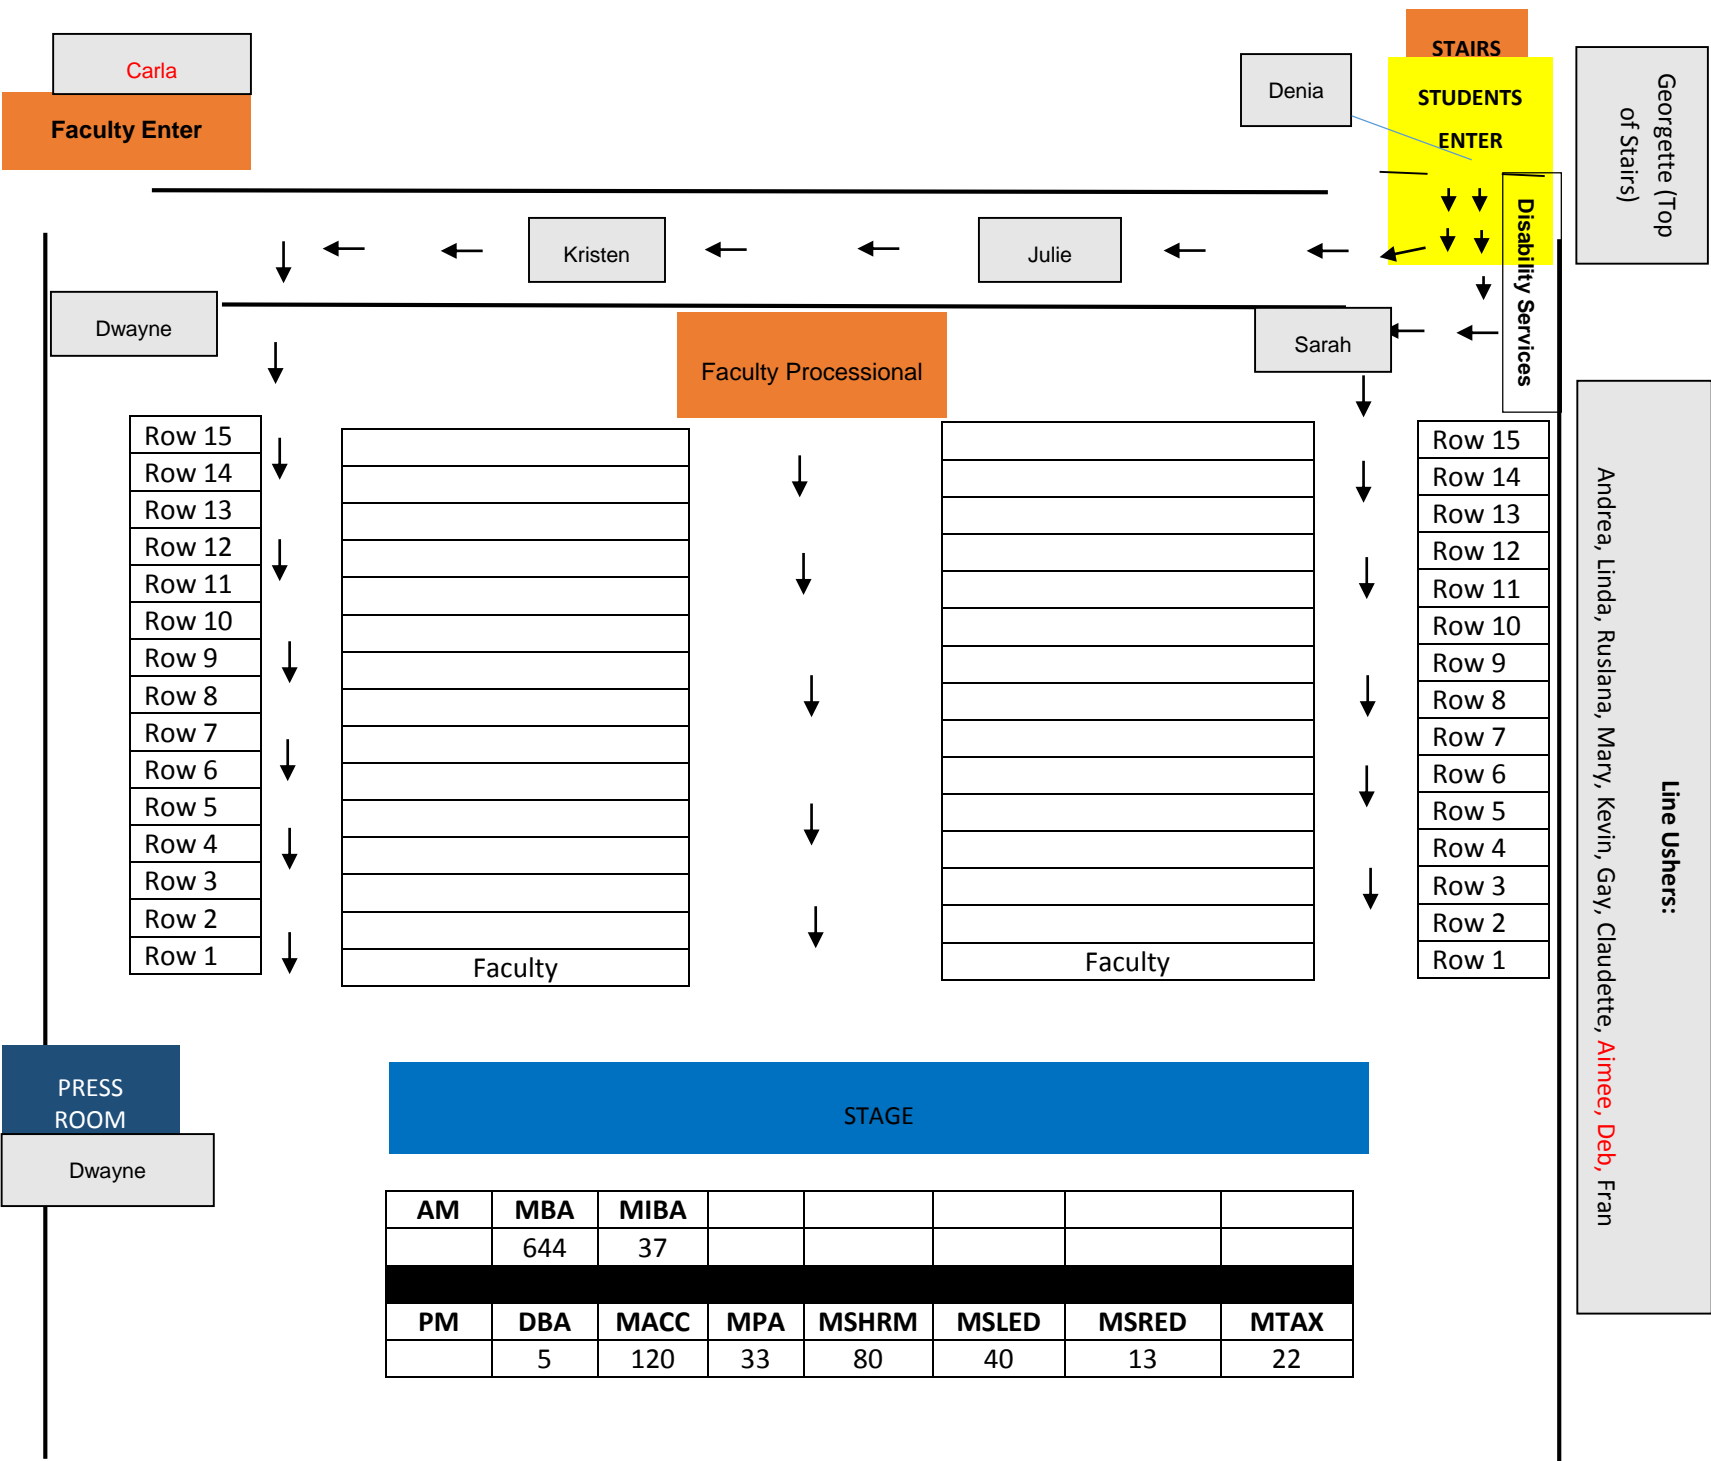 Carla
Faculty Enter
STAIRS
Denia
STUDENTS
ENTER
Georgette (Top
of Stairs)
Kristen
Julie
Disability Services
Dwayne
Faculty Processional
Sarah
Row 15
Row 14
Row 13
Row 12
Row 11
Row 10
Row 9
Row 8
Row 7
Row 6
Row 5
Row 4
Row 3
Row 2
Row 1
Faculty
Faculty
Row 15
Row 14
Row 13
Row 12
Row 11
Row 10
Row 9
Row 8
Row 7
Row 6
Row 5
Row 4
Row 3
Row 2
Row 1
Line Ushers:
Andrea, Linda, Ruslana, Mary, Kevin, Gay, Claudette, Aimee, Deb, Fran
PRESS
ROOM
Dwayne
STAGE
AM MBA MIBA
644 37
PM DBA MACC MPA MSHRM MSLED MSRED MTAX
5 120 33 80 40 13 22